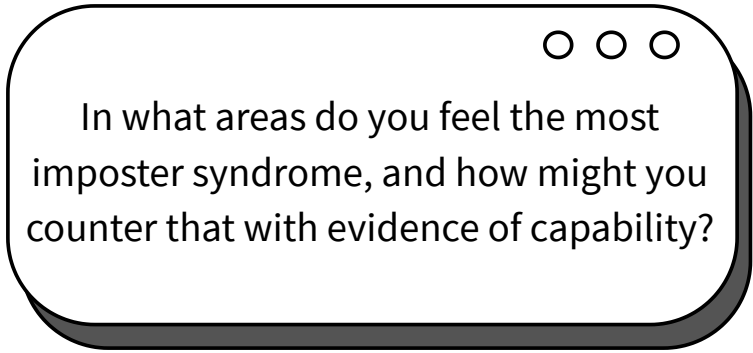 In what areas do you feel the most
imposter syndrome, and how might you
counter that with evidence of capability?